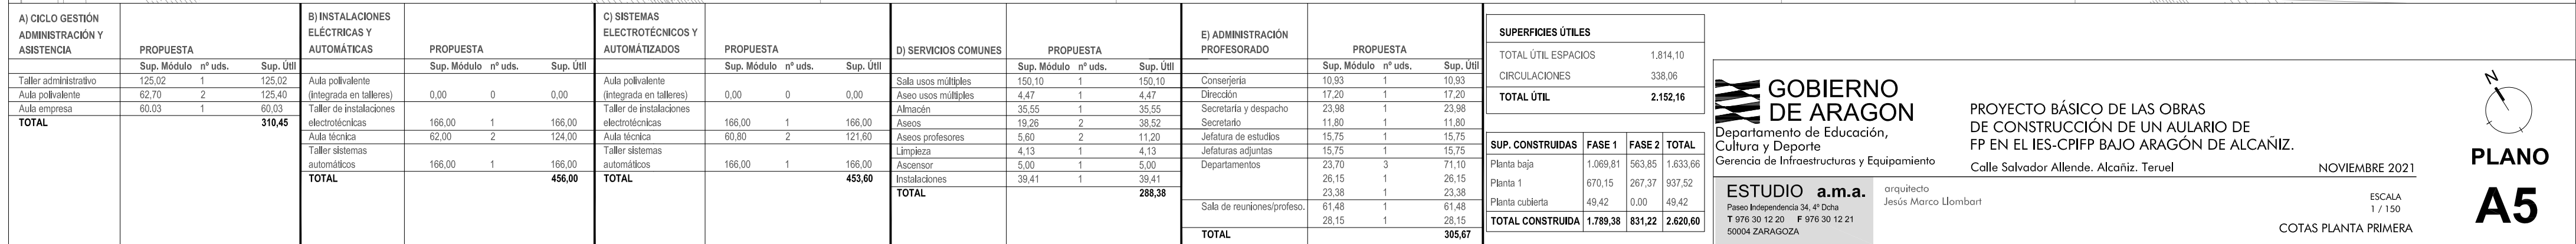 A) CICLO GESTIÓN
ADMINISTRACIÓN Y
ASISTENCIA PROPUESTA
Sup. Módulo nº uds. Sup. Útil
Taller administrativo 125,02 1 125,02
Aula polivalente 62,70 2 125,40
Aula empresa 60.03 1 60,03
TOTAL 310,45
B) INSTALACIONES
ELÉCTRICAS Y
AUTOMÁTICAS PROPUESTA
Sup. Módulo nº uds. Sup. Útil
Aula polivalente
(integrada en talleres) 0,00 0 0,00
Taller de instalaciones
electrotécnicas 166,00 1 166,00
Aula técnica 62,00 2 124,00
Taller sistemas
automáticos 166,00 1 166,00
TOTAL 456,00
C) SISTEMAS
ELECTROTÉCNICOS Y
AUTOMÁTIZADOS PROPUESTA
Sup. Módulo nº uds. Sup. Útil
Aula polivalente
(integrada en talleres) 0,00 0 0,00
Taller de instalaciones
electrotécnicas 166,00 1 166,00
Aula técnica 60,80 2 121,60
Taller sistemas
automáticos 166,00 1 166,00
TOTAL 453,60
D) SERVICIOS COMUNES PROPUESTA
Sup. Módulo nº uds. Sup. Útil
Sala usos múltiples 150,10 1 150,10
Aseo usos múltiples 4,47 1 4,47
Almacén 35,55 1 35,55
Aseos 19,26 2 38,52
Aseos profesores 5,60 2 11,20
Limpieza 4,13 1 4,13
Ascensor 5,00 1 5,00
Instalaciones 39,41 1 39,41
TOTAL 288,38
E) ADMINISTRACIÓN
PROFESORADO PROPUESTA
Sup. Módulo nº uds. Sup. Útil
Conserjería 10,93 1 10,93
Dirección 17,20 1 17,20
Secretaría y despacho 23,98 1 23,98
Secretario 11,80 1 11,80
Jefatura de estudios 15,75 1 15,75
Jefaturas adjuntas 15,75 1 15,75
Departamentos 23,70 3 71,10
26,15 1 26,15
23,38 1 23,38
Sala de reuniones/profeso. 61,48 1 61,48
28,15 1 28,15
TOTAL 305,67
SUPERFICIES ÚTILES
TOTAL ÚTIL ESPACIOS 1.814,10
CIRCULACIONES 338,06
TOTAL ÚTIL 2.152,16
SUP. CONSTRUIDAS FASE 1 FASE 2 TOTAL
Planta baja 1.069,81 563,85 1.633,66
Planta 1 670,15 267,37 937,52
Planta cubierta 49,42 0.00 49,42
TOTAL CONSTRUIDA 1.789,38 831,22 2.620,60
GOBIERNO
DE ARAGON
Departamento de Educación,
Cultura y Deporte
Gerencia de Infraestructuras y Equipamiento
PROYECTO BÁSICO DE LAS OBRAS
DE CONSTRUCCIÓN DE UN AULARIO DE
FP EN EL IES-CPIFP BAJO ARAGÓN DE ALCAÑIZ.
Calle Salvador Allende. Alcañiz. Teruel NOVIEMBRE 2021
ESTUDIO a.m.a.
Paseo Independencia 34, 4º Dcha
T 976 30 12 20 F 976 30 12 21
50004 ZARAGOZA
arquitecto
Jesús Marco Llombart
ESCALA
1 / 150
COTAS PLANTA PRIMERA
N
PLANO
A5